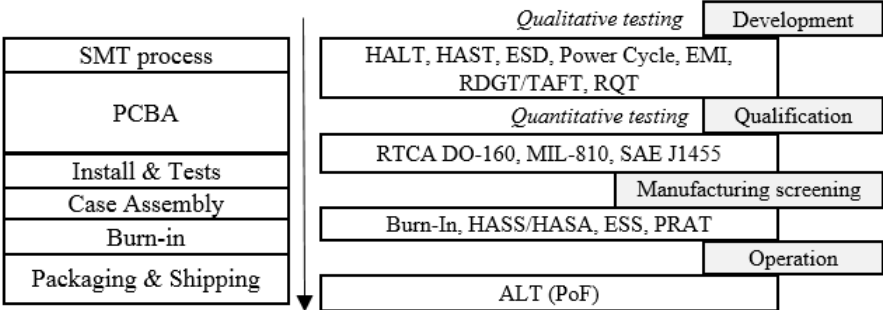 SMT process
PCBA
Install & Tests
Case Assembly
Burn-in
Packaging & Shipping
Qualitative testing
Development
HALT, HAST, ESD, Power Cycle, EMI,
RDGT/TAFT, RQT
Quantitative testing
Qualification
RTCA DO-160, MIL-810, SAE J1455
Manufacturing screening
Burn-In, HASS/HASA, ESS, PRAT
Operation
ALT (PoF)